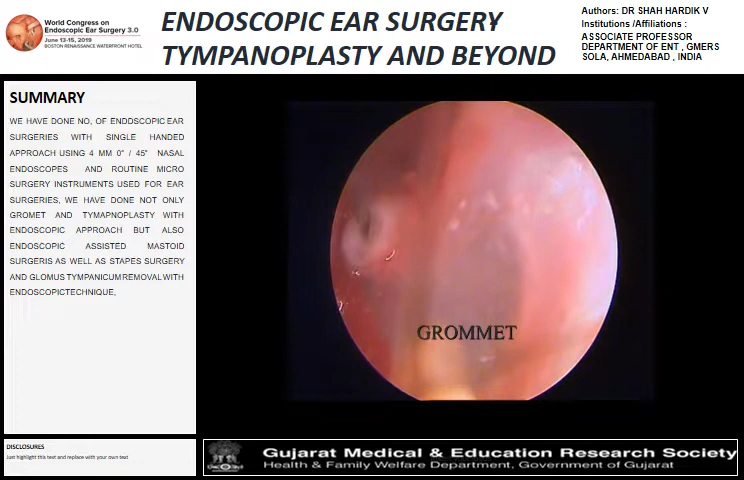 World Congress on
Endoscopic Ear Surgery 3.0
June 13-15, 2019
BOSTON RENAISSANCE WATERFRONT HOTEL
ENDOSCOPIC EAR SURGERY
TYMPANOPLASTY AND BEYOND
Authors: DR SHAH HARDIK V
Institutions /Affiliations :
ASSOCIATE PROFESSOR
DEPARTMENT OF ENT , GMERS
SOLA, AHMEDABAD , INDIA
SUMMARY
WE HAVE DONE NO, OF ENDDSCOPIC EAR
SURGERIES WITH SINGLE HANDED
APPROACH USING 4 MM 0° / 45° NASAL
ENDOSCOPES AND ROUTINE MICRO
SURGERY INSTRUMENTS USED FOR EAR
SURGERIES, WE HAVE DONE NOT ONLY
GROMET AND TYMAPNOPLASTY WITH
ENDOSCOPIC APPROACH BUT ALSO
ENDOSCOPIC ASSISTED MASTOID
SURGERIS AS WELL AS STAPES SURGERY
AND GLOMUS TYMPANICUM REMOVAL WITH
ENDOSCOPIC TECHNIQUE,
GROMMET
DISCLOSURES
Just highlight this text and replace with your own text
Gujarat Medical & Education Research Society
Health & Family Welfare Department, Government of Gujarat